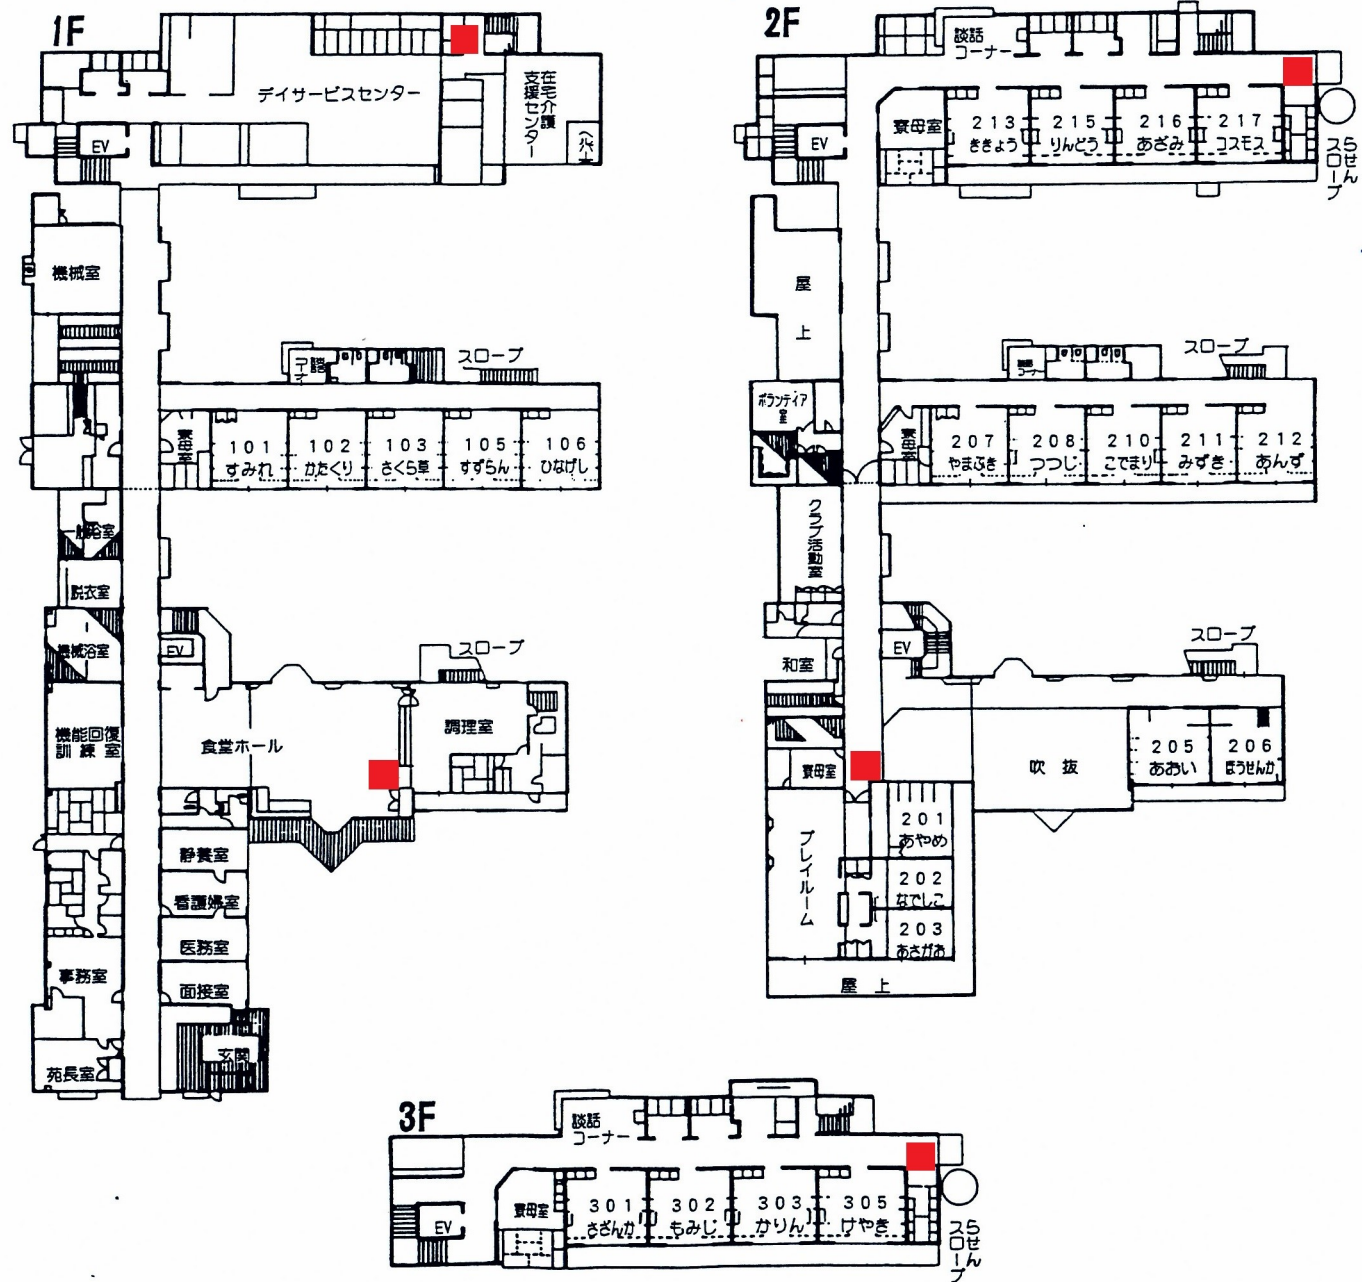 1F
デイサービスセンター
在宅介護
支援センター
EV
機械室
スロープ
談話
コーナー
寮母室
101
すみれ
102
かたくり
103
さくら草
105
すずらん
106
ひなげし
一般浴室
脱衣室
機械浴室
EV
スロープ
機能回復
訓練室
食堂ホール
調理室
静養室
看護婦室
医務室
面接室
事務室
苑長室
玄関
2F
談話
コーナー
EV
寮母室
213
ききょう
215
りんどう
216
あざみ
217
コスモス
らせん
スロープ
屋上
スロープ
ボランティア
室
寮母室
207
やまぶき
208
つつじ
210
こでまり
211
みずき
212
あんず
クラブ活動室
和室
EV
スロープ
寮母室
吹抜
205
あおい
206
ほうせんか
プレイルーム
201
あやめ
202
なでしこ
203
あさがお
屋上
3F
談話
コーナー
EV
寮母室
301
さざんか
302
もみじ
303
かりん
305
けやき
らせん
スロープ